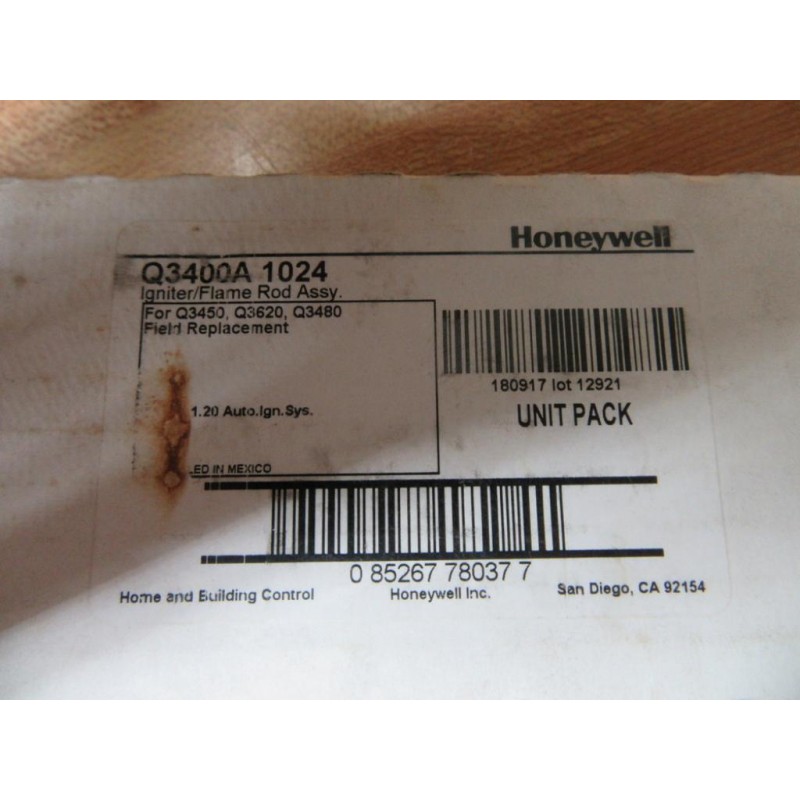 Honeywell
Q3400A 1024
Igniter/Flame Rod Assy.
For Q3450, Q3620, Q3480
Field Replacement
1.20 Auto.Ign.Sys.
LED IN MEXICO
180917 lot 12921
UNIT PACK
0 85267 78037 7
Home and Building Control
Honeywell Inc.
San Diego, CA 92154